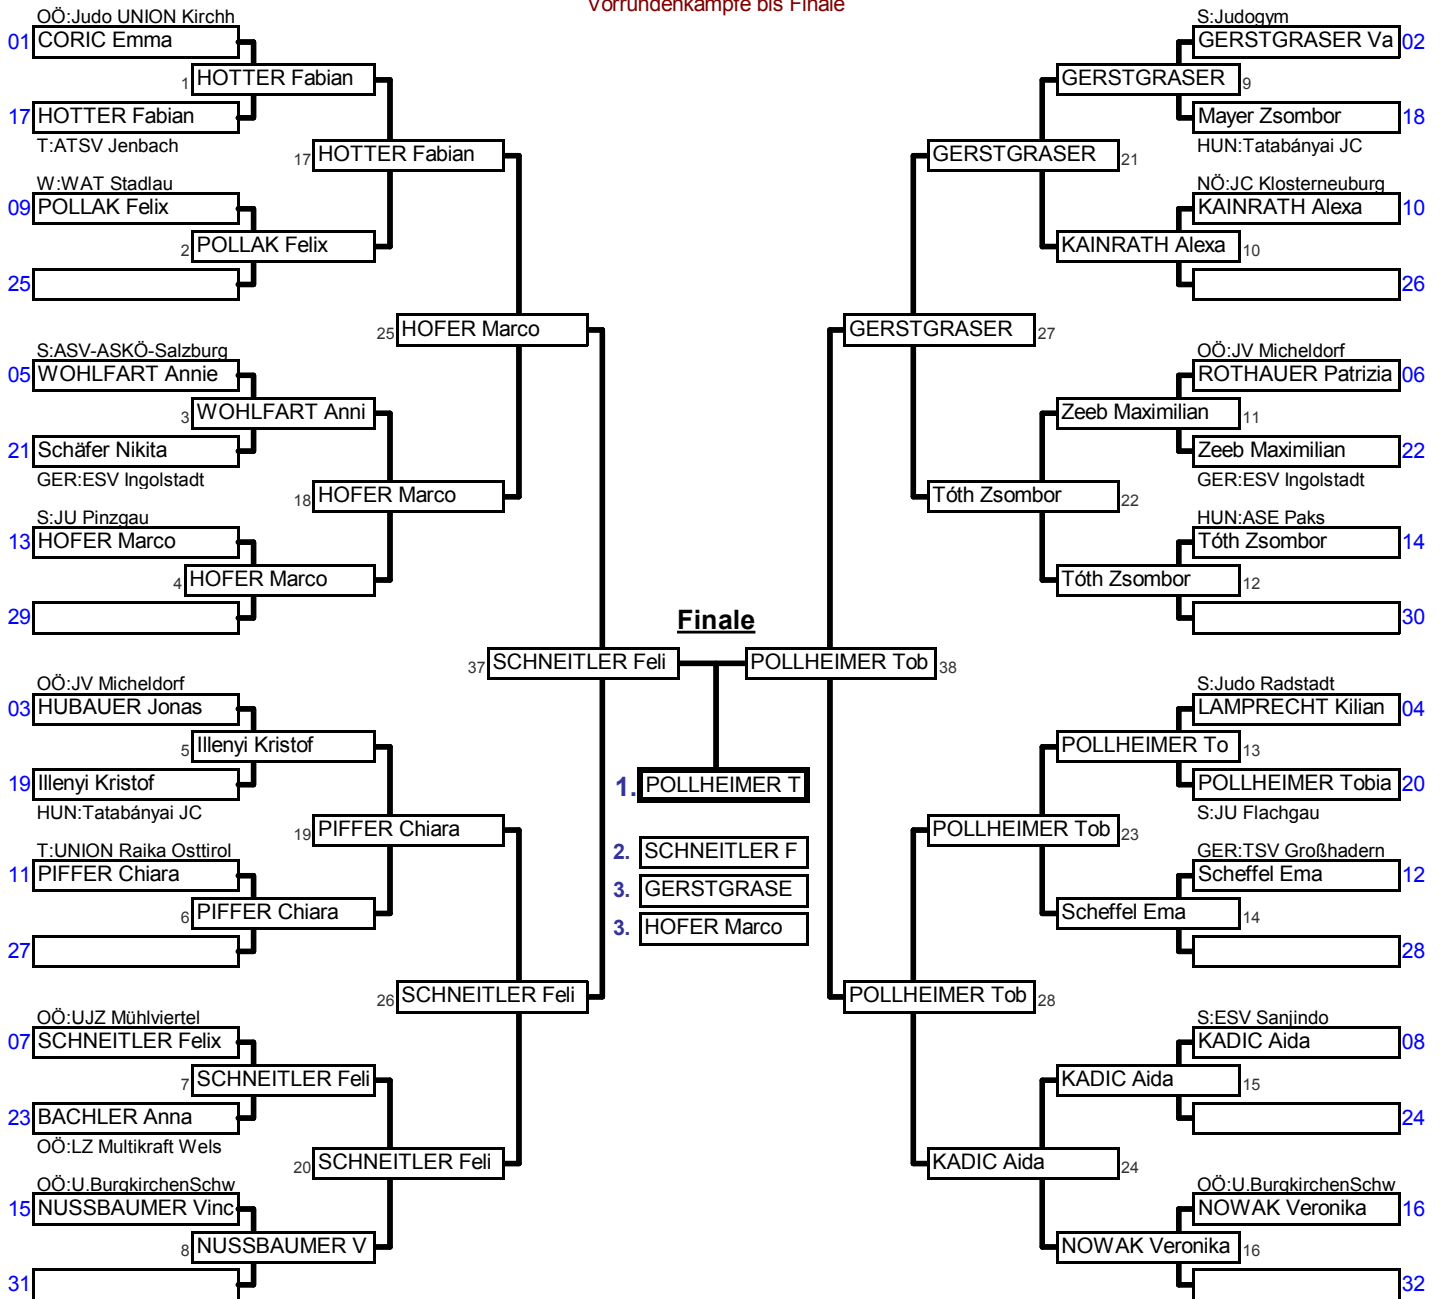 Vorrundenkämpfe bis Finale
OÖ:Judo UNION Kirchh
01 CORIC Emma
1 HOTTER Fabian
17 HOTTER Fabian
T:ATSV Jenbach
17 HOTTER Fabian
W:WAT Stadlau
09 POLLAK Felix
2 POLLAK Felix
25
25 HOFER Marco
S:ASV-ASKÖ-Salzburg
05 WOHLFART Annie
3 WOHLFART Anni
21 Schäfer Nikita
GER:ESV Ingolstadt
18 HOFER Marco
S:JU Pinzgau
13 HOFER Marco
4 HOFER Marco
29
37 SCHNEITLER Feli
OÖ:JV Micheldorf
03 HUBAUER Jonas
5 Illenyi Kristof
19 Illenyi Kristof
HUN:Tatabányai JC
19 PIFFER Chiara
T:UNION Raika Osttirol
11 PIFFER Chiara
6 PIFFER Chiara
27
26 SCHNEITLER Feli
OÖ:UJZ Mühlviertel
07 SCHNEITLER Felix
7 SCHNEITLER Feli
23 BACHLER Anna
OÖ:LZ Multikraft Wels
20 SCHNEITLER Feli
OÖ:U.BurgkirchenSchw
15 NUSSBAUMER Vinc
8 NUSSBAUMER V
31
Finale
1. POLLHEIMER T
2. SCHNEITLER F
3. GERSTGRASE
3. HOFER Marco
S:Judogym
GERSTGRASER Va 02
GERSTGRASER 9
Mayer Zsombor 18
HUN:Tatabányai JC
GERSTGRASER 21
NÖ:JC Klosterneuburg
KAINRATH Alexa 10
KAINRATH Alexa 10
26
GERSTGRASER 27
OÖ:JV Micheldorf
ROTHAUER Patrizia 06
Zeeb Maximilian 11
Zeeb Maximilian 22
GER:ESV Ingolstadt
Tóth Zsombor 22
HUN:ASE Paks
Tóth Zsombor 14
Tóth Zsombor 12
30
POLLHEIMER Tob 38
S:Judo Radstadt
LAMPRECHT Kilian 04
POLLHEIMER To 13
POLLHEIMER Tobia 20
S:JU Flachgau
POLLHEIMER Tob 23
GER:TSV Großhadern
Scheffel Ema 12
Scheffel Ema 14
28
POLLHEIMER Tob 28
S:ESV Sanjindo
KADIC Aida 08
KADIC Aida 15
24
KADIC Aida 24
OÖ:U.BurgkirchenSchw
NOWAK Veronika 16
NOWAK Veronika 16
32